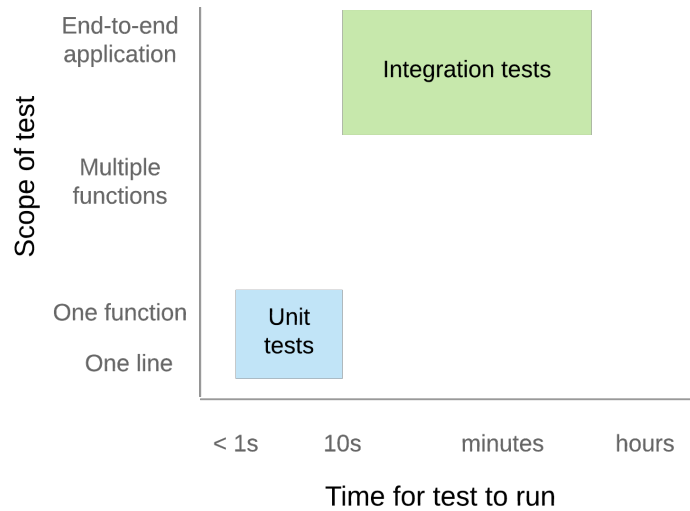 End-to-end
application
Integration tests
Scope of test
Multiple
functions
One function
Unit
tests
One line
< 1s
10s
minutes
hours
Time for test to run